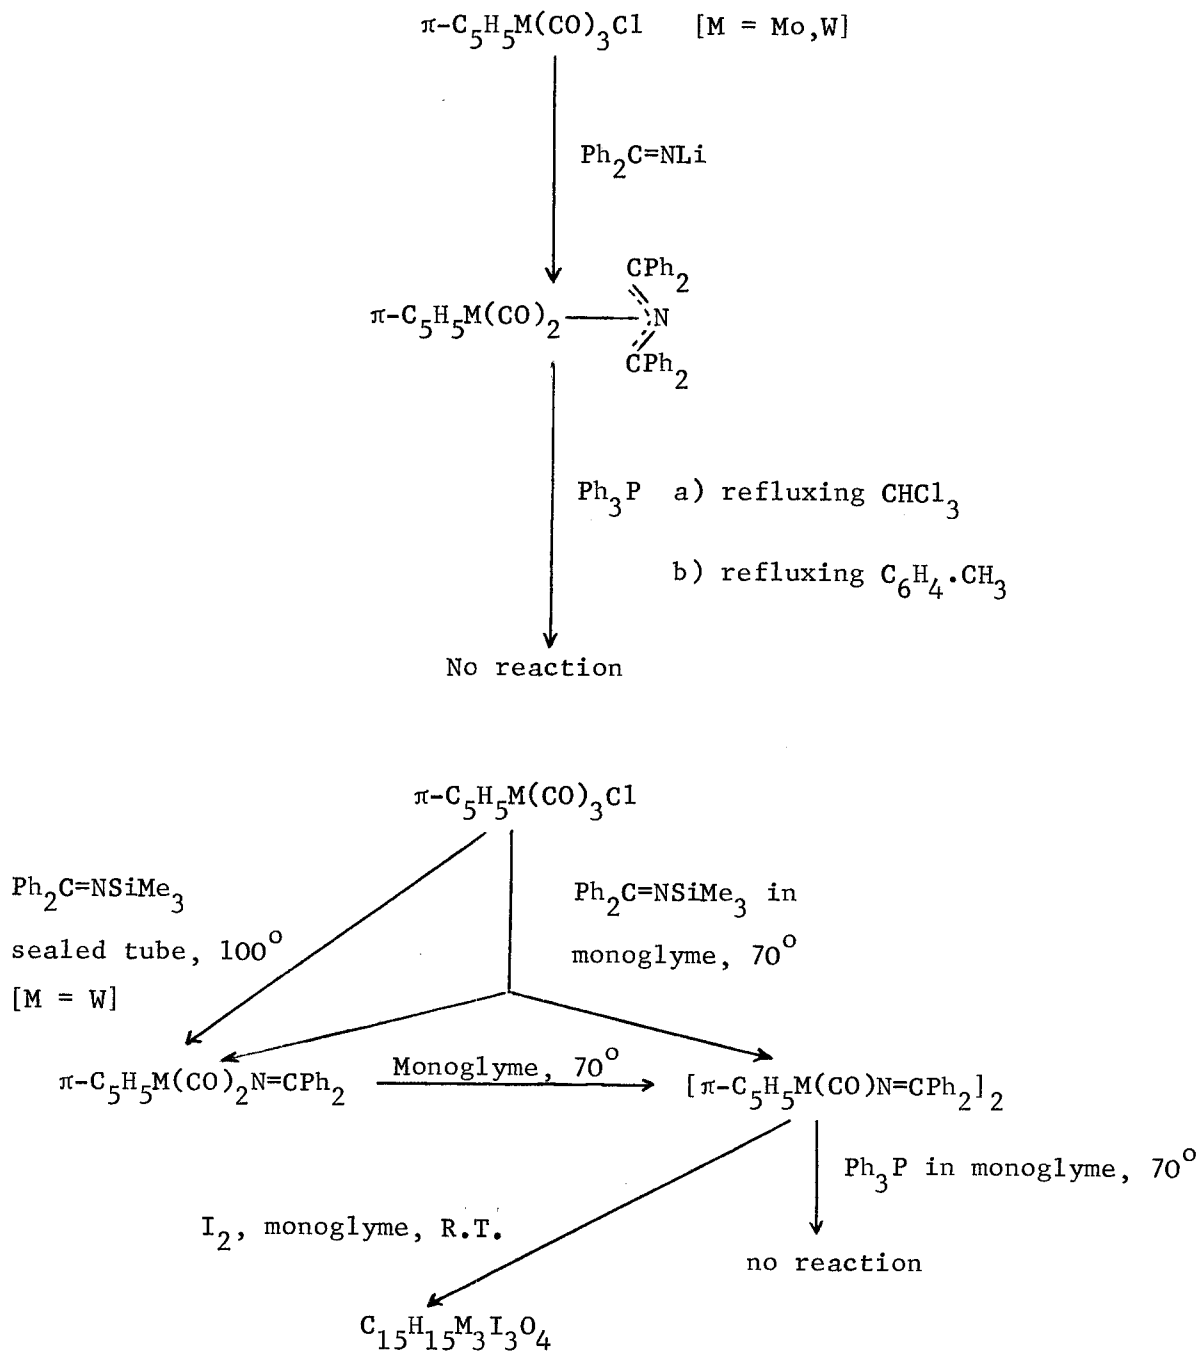 π-C₅H₅M(CO)₃Cl [M = Mo,W]
Ph₂C=NLi
CPh₂
π-C₅H₅M(CO)₂ N
CPh₂
Ph₃P a) refluxing CHCl₃
b) refluxing C₆H₄·CH₃
No reaction
π-C₅H₅M(CO)₃Cl
Ph₂C=NSiMe₃
sealed tube, 100°
[M = W]
Ph₂C=NSiMe₃ in
monoglyme, 70°
π-C₅H₅M(CO)₂N=CPh₂
Monoglyme, 70°
[π-C₅H₅M(CO)N=CPh₂]₂
Ph₃P in monoglyme, 70°
I₂, monoglyme, R.T.
no reaction
C₁₅H₁₅M₃I₃O₄